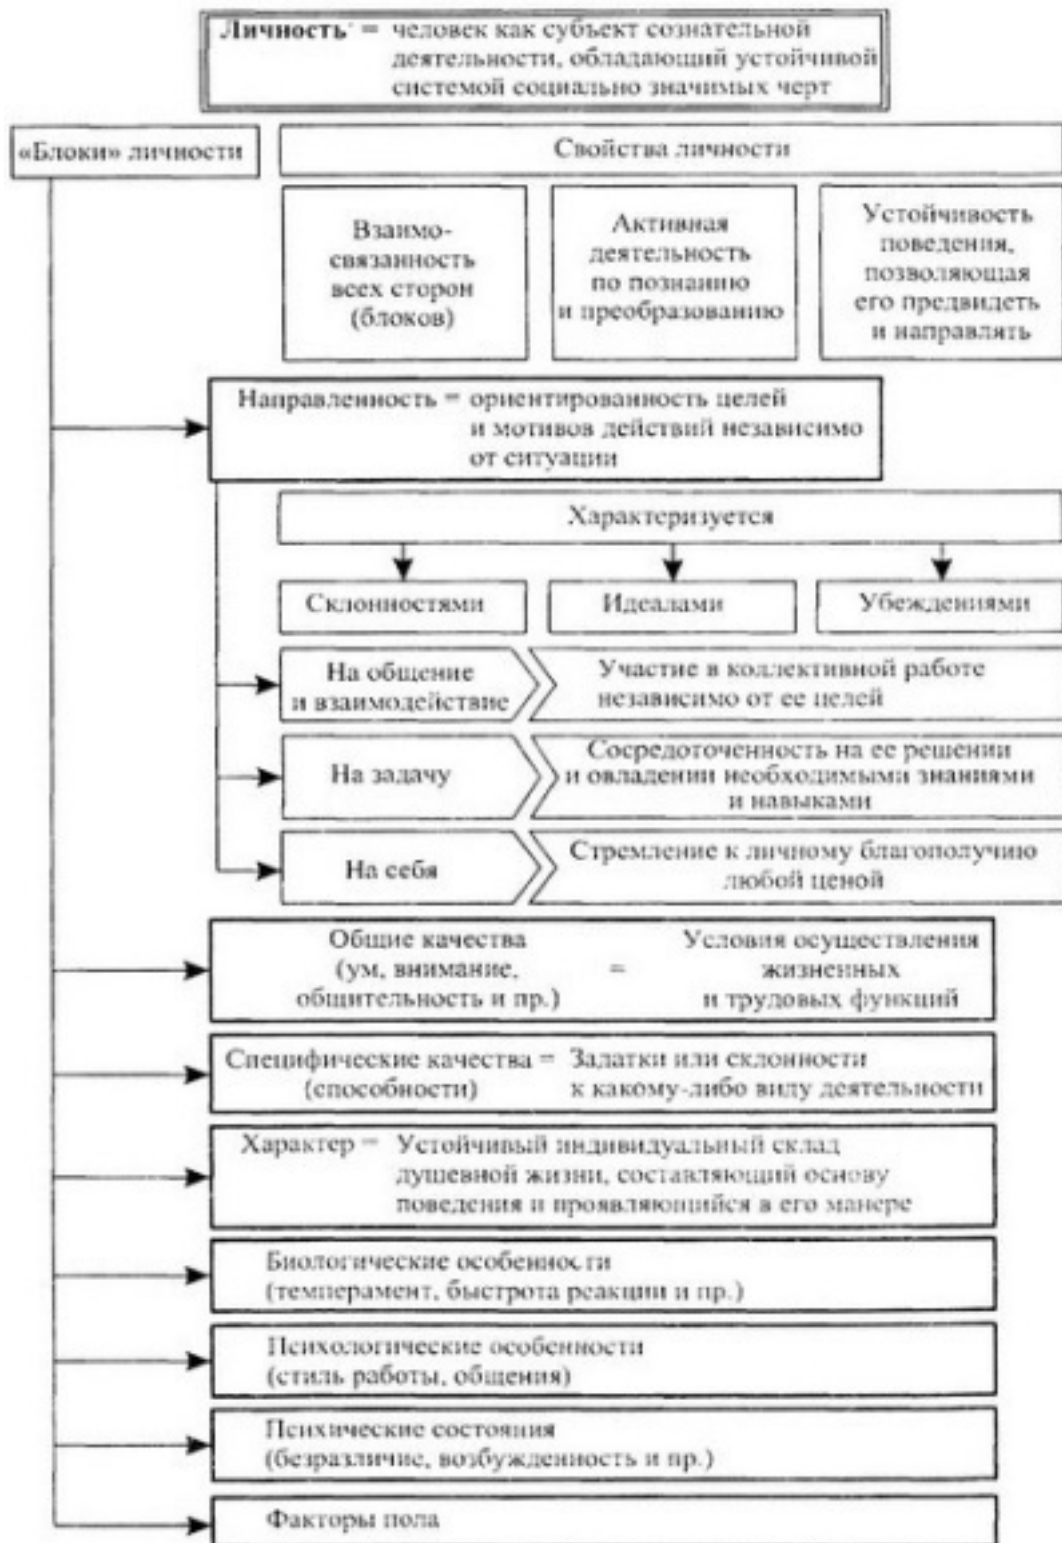 Личность = человек как субъект сознательной
деятельности, обладающий устойчивой
системой социально значимых черт
«Блоки» личности
Свойства личности
Взаимо-
связанность
всех сторон
(блоков)
Активная
деятельность
по познанию
и преобразованию
Устойчивость
поведения,
позволяющая
его предвидеть
и направлять
Направленность = ориентированность целей
и мотивов действий независимо
от ситуации
Характеризуется
Склонностями
Идеалами
Убеждениями
На общение
и взаимодействие
Участие в коллективной работе
независимо от ее целей
На задачу
Сосредоточенность на ее решении
и овладении необходимыми знаниями
и навыками
На себя
Стремление к личному благополучию
любой ценой
Общие качества
(ум, внимание,
общительность и пр.)
=
Условия осуществления
жизненных
и трудовых функций
Специфические качества = Задатки или склонности
(способности) к какому-либо виду деятельности
Характер = Устойчивый индивидуальный склад
душевной жизни, составляющий основу
поведения и проявляющийся в его манере
Биологические особенности
(темперамент, быстрота реакции и пр.)
Психологические особенности
(стиль работы, общения)
Психические состояния
(безразличие, возбужденность и пр.)
Факторы пола